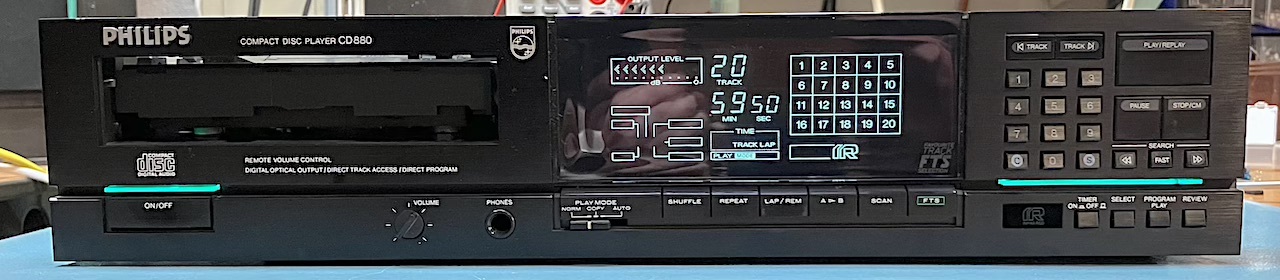 PHILIPS
COMPACT DISC PLAYER CD880
PHILIPS
COMPACT
disc
DIGITAL AUDIO
REMOTE VOLUME CONTROL
DIGITAL OPTICAL OUTPUT/DIRECT TRACK ACCESS/DIRECT PROGRAM
ON/OFF
VOLUME
PHONES
OUTPUT LEVEL
dB 0
20
TRACK
59 50
MIN SEC
TIME
TRACK LAP
PLAY MODE
1 2 3 4 5
6 7 8 9 10
11 12 13 14 15
16 17 18 19 20
IR
FAVOURITE
TRACK
FTS
SELECTION
PLAY MODE
NORM COPY AUTO
SHUFFLE
REPEAT
LAP/REM
A ▶ B
SCAN
FTS
TRACK
TRACK
PLAY/REPLAY
1 2 3
4 5 6
7 8 9
0 S
PAUSE
STOP/CM
SEARCH
FAST
IR
TIMER
ON OFF
SELECT
PROGRAM
PLAY
REVIEW